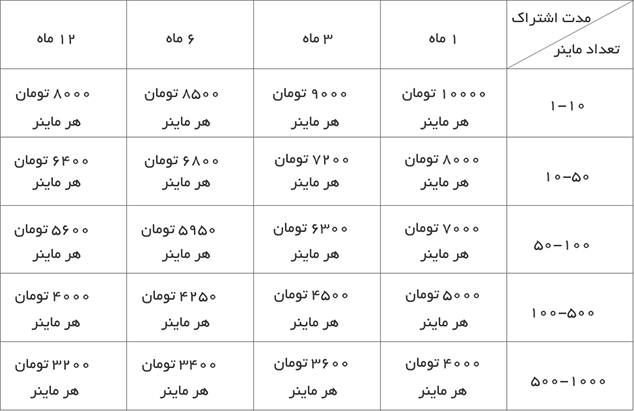 مدت اشتراک
تعداد ماینر
۱ ماه
۳ ماه
۶ ماه
۱۲ ماه
۱-۱۰
۱۰۰۰۰ تومان
هر ماینر
۹۰۰۰ تومان
هر ماینر
۸۵۰۰ تومان
هر ماینر
۸۰۰۰ تومان
هر ماینر
۱۰-۵۰
۸۰۰۰ تومان
هر ماینر
۷۲۰۰ تومان
هر ماینر
۶۸۰۰ تومان
هر ماینر
۶۴۰۰ تومان
هر ماینر
۵۰-۱۰۰
۷۰۰۰ تومان
هر ماینر
۶۳۰۰ تومان
هر ماینر
۵۹۵۰ تومان
هر ماینر
۵۶۰۰ تومان
هر ماینر
۱۰۰-۵۰۰
۵۰۰۰ تومان
هر ماینر
۴۵۰۰ تومان
هر ماینر
۴۲۵۰ تومان
هر ماینر
۴۰۰۰ تومان
هر ماینر
۵۰۰-۱۰۰۰
۴۰۰۰ تومان
هر ماینر
۳۶۰۰ تومان
هر ماینر
۳۴۰۰ تومان
هر ماینر
۳۲۰۰ تومان
هر ماینر